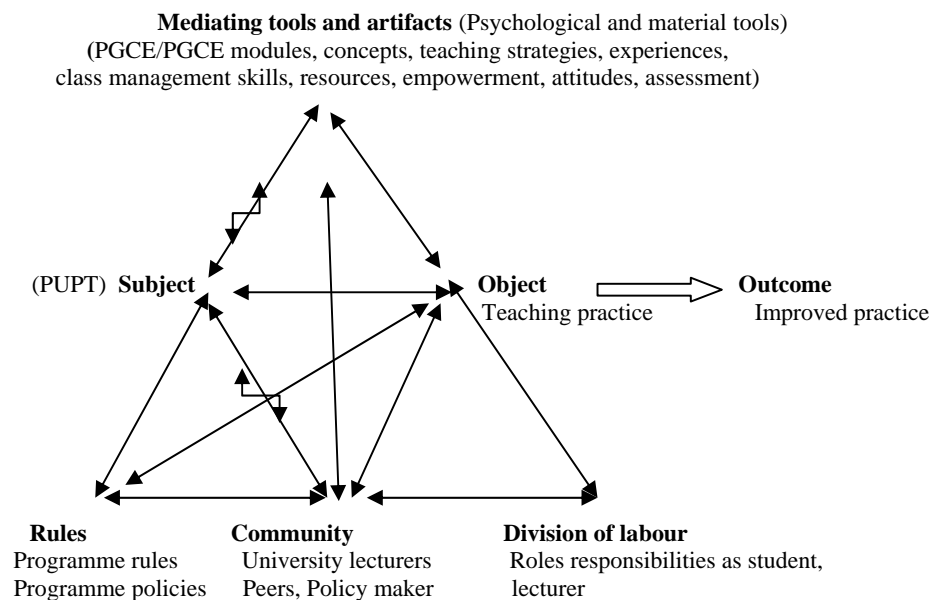 Mediating tools and artifacts (Psychological and material tools)
(PGCE/PGCE modules, concepts, teaching strategies, experiences,
class management skills, resources, empowerment, attitudes, assessment)
(PUPT) Subject
Object
Teaching practice
Outcome
Improved practice
Rules
Programme rules
Programme policies
Community
University lecturers
Peers, Policy maker
Division of labour
Roles responsibilities as student,
lecturer